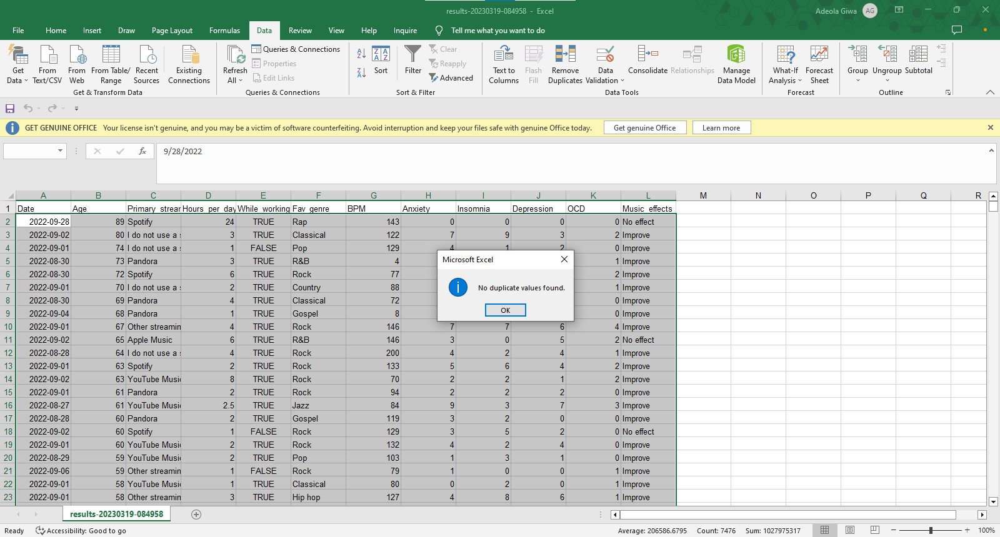 results-20230319-084958 - Excel
Adeola Giwa AG
File Home Insert Draw Page Layout Formulas Data Review View Help Inquire Tell me what you want to do
Get Data From Text/CSV From Web From Table/ Range Recent Sources Existing Connections
Get & Transform Data
Refresh All Queries & Connections Properties Edit Links
Queries & Connections
Sort Filter Clear Reapply Advanced
Sort & Filter
Text to Columns Flash Fill Remove Duplicates Data Validation Consolidate Relationships Manage Data Model
Data Tools
What-If Analysis Forecast Sheet
Forecast
Group Ungroup Subtotal
Outline
GET GENUINE OFFICE Your license isn't genuine, and you may be a victim of software counterfeiting. Avoid interruption and keep your files safe with genuine Office today. Get genuine Office Learn more
fx 9/28/2022
A B C D E F G H I J K L M N O P Q R
1 Date Age Primary strear Hours per day While working Fav genre BPM Anxiety Insomnia Depression OCD Music effects
2 2022-09-28 89 Spotify 24 TRUE Rap 143 0 0 0 0 No effect
3 2022-09-02 80 I do not use a s 3 TRUE Classical 122 7 9 3 2 Improve
4 2022-09-01 74 I do not use a s 1 FALSE Pop 129 4 1 2 0 Improve
5 2022-08-30 73 Pandora 3 TRUE R&B 4 1 Improve
6 2022-08-30 72 Spotify 6 TRUE Rock 77 2 Improve
7 2022-09-01 70 I do not use a s 2 TRUE Country 88 1 Improve
8 2022-08-30 69 Pandora 4 TRUE Classical 72 0 Improve
9 2022-09-04 68 Pandora 1 TRUE Gospel 8 0 Improve
10 2022-09-01 67 Other streamin 4 TRUE Rock 146 7 7 6 4 Improve
11 2022-09-02 65 Apple Music 6 TRUE R&B 146 3 0 5 2 No effect
12 2022-08-28 64 I do not use a s 4 TRUE Rock 200 4 2 4 1 Improve
13 2022-09-01 63 Spotify 2 TRUE Rock 133 5 6 4 2 Improve
14 2022-09-02 63 YouTube Musi 8 TRUE Rock 70 2 2 1 2 Improve
15 2022-09-01 61 Pandora 2 TRUE Rock 94 2 2 2 0 Improve
16 2022-08-27 61 YouTube Musi 2.5 TRUE Jazz 84 9 3 7 3 Improve
17 2022-08-28 60 Pandora 2 TRUE Gospel 119 3 2 0 0 Improve
18 2022-09-02 60 Spotify 1 FALSE Rock 129 3 5 2 0 No effect
19 2022-09-01 60 YouTube Musi 2 TRUE Rock 132 4 2 4 0 Improve
20 2022-08-29 59 YouTube Musi 2 TRUE Pop 103 1 3 1 0 Improve
21 2022-09-06 59 Other streamin 1 FALSE Rock 79 1 0 0 1 Improve
22 2022-09-01 58 YouTube Musi 1 TRUE Classical 80 0 2 0 1 Improve
23 2022-09-01 58 Other streamin 3 TRUE Hip hop 127 4 8 6 1 Improve
Microsoft Excel
No duplicate values found.
OK
results-20230319-084958
Ready Accessibility: Good to go Average: 206586.6795 Count: 7476 Sum: 1027975317 100%